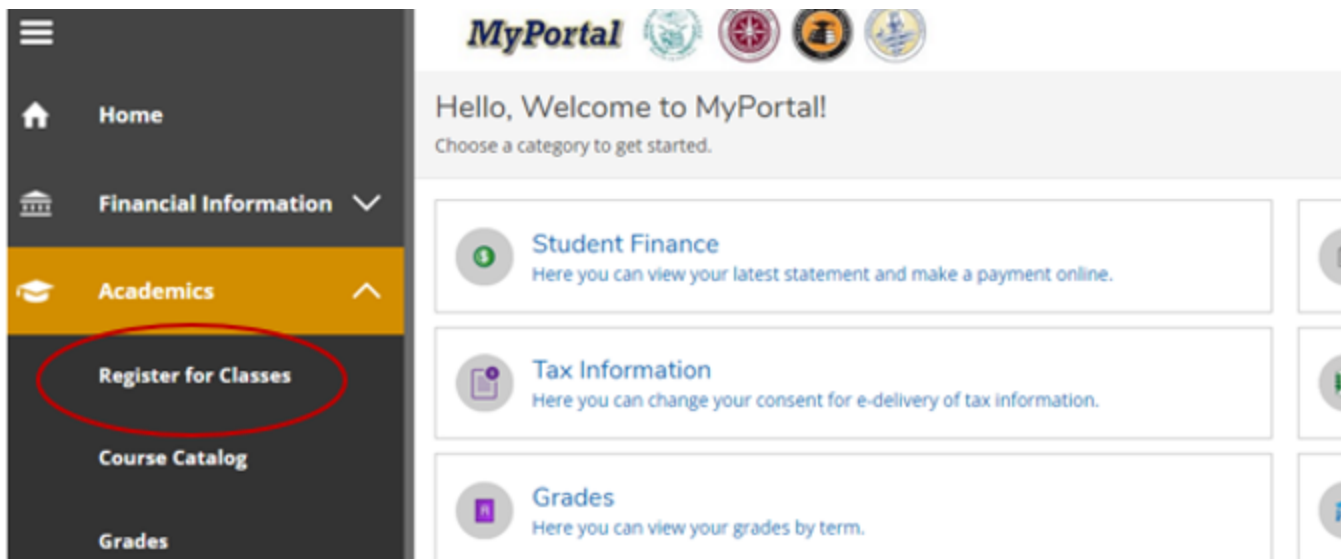 MyPortal
Home
Financial Information
Academics
Register for Classes
Course Catalog
Grades
Hello, Welcome to MyPortal!
Choose a category to get started.
Student Finance
Here you can view your latest statement and make a payment online.
Tax Information
Here you can change your consent for e-delivery of tax information.
Grades
Here you can view your grades by term.